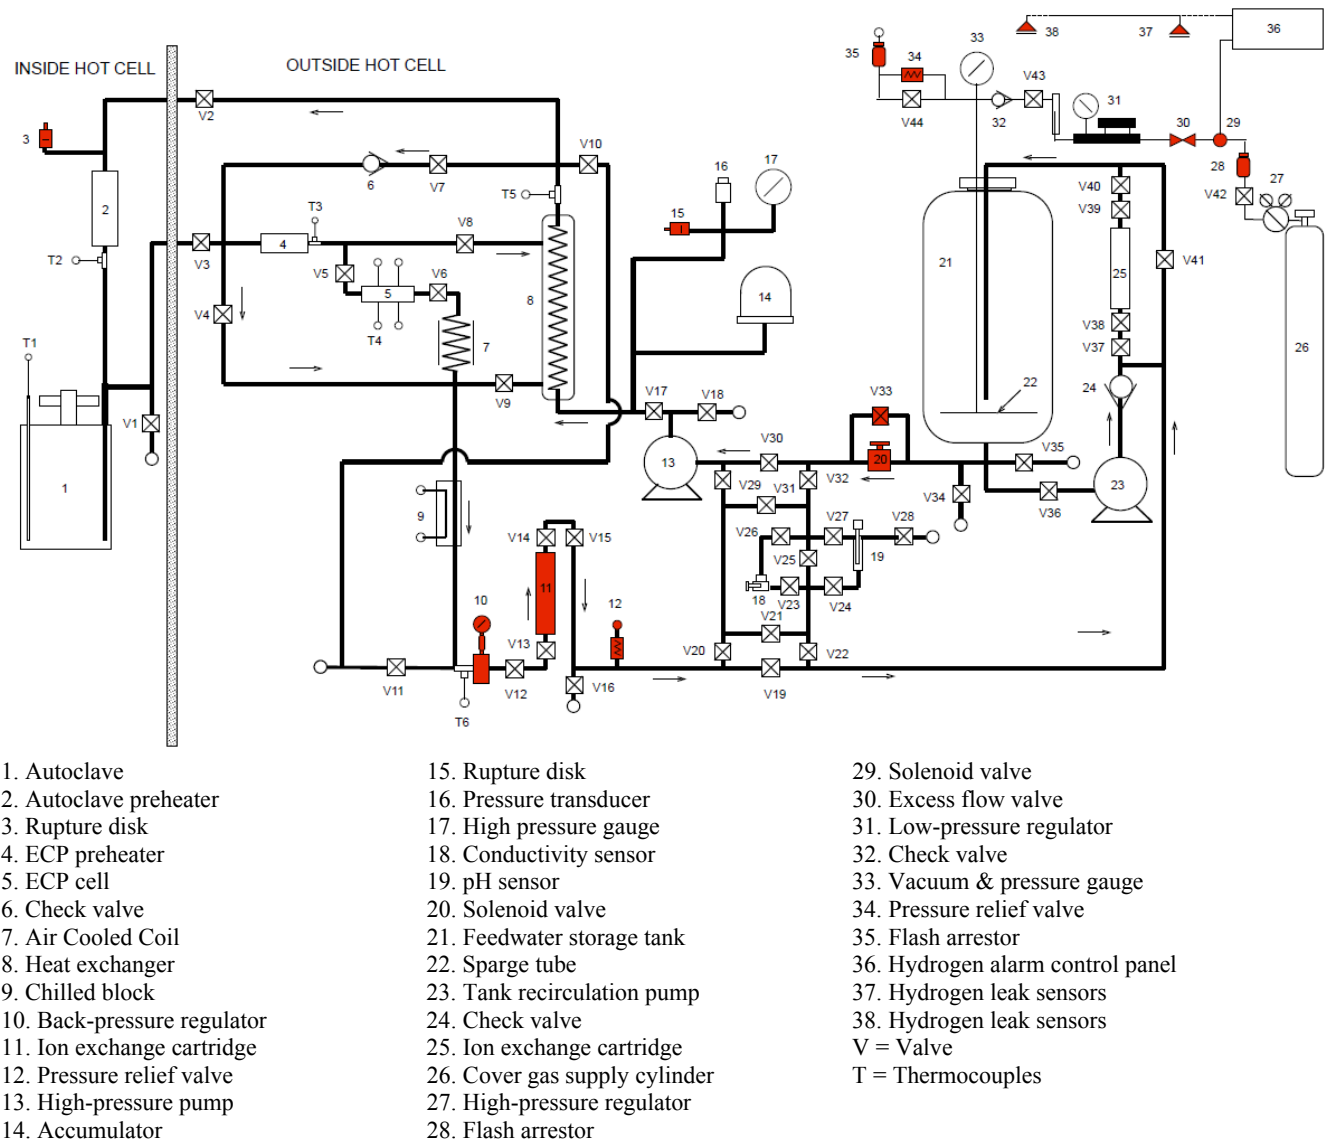 INSIDE HOT CELL
OUTSIDE HOT CELL
33
38
37
36
35
34
V43
31
V44
32
30
29
28
27
V42
3
V2
V10
6
V7
16
17
T5
V40
V39
2
T3
15
V8
T2
V3
4
V5
V6
5
8
14
21
25
V41
V4
T4
7
V38
V37
26
T1
V9
22
24
V1
V17
V18
V33
1
13
V30
20
V35
23
V29
V31
V32
V34
V36
9
V14
V15
V26
V27
V28
V25
19
11
18
V23
V24
10
12
V13
V21
V20
V22
V11
V12
V16
V19
T6
1. Autoclave
2. Autoclave preheater
3. Rupture disk
4. ECP preheater
5. ECP cell
6. Check valve
7. Air Cooled Coil
8. Heat exchanger
9. Chilled block
10. Back-pressure regulator
11. Ion exchange cartridge
12. Pressure relief valve
13. High-pressure pump
14. Accumulator
15. Rupture disk
16. Pressure transducer
17. High pressure gauge
18. Conductivity sensor
19. pH sensor
20. Solenoid valve
21. Feedwater storage tank
22. Sparge tube
23. Tank recirculation pump
24. Check valve
25. Ion exchange cartridge
26. Cover gas supply cylinder
27. High-pressure regulator
28. Flash arrestor
29. Solenoid valve
30. Excess flow valve
31. Low-pressure regulator
32. Check valve
33. Vacuum & pressure gauge
34. Pressure relief valve
35. Flash arrestor
36. Hydrogen alarm control panel
37. Hydrogen leak sensors
38. Hydrogen leak sensors
V = Valve
T = Thermocouples